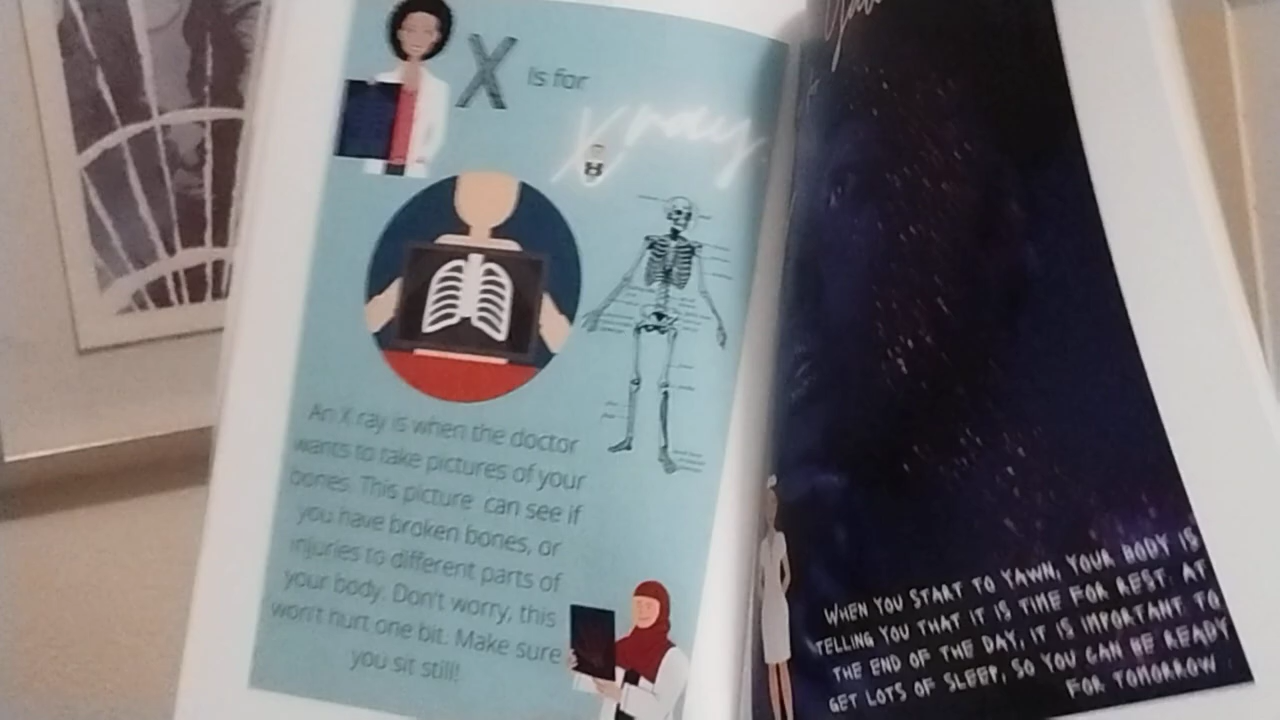 X Is for
X ray
An X ray is when the doctor
wants to take pictures of your
bones. This picture can see if
you have broken bones, or
injuries to different parts of
your body. Don't worry, this
won't hurt one bit. Make sure
you sit still!
WHEN YOU START TO YAWN, YOUR BODY IS
TELLING YOU THAT IT IS TIME FOR REST. AT
THE END OF THE DAY, IT IS IMPORTANT TO
GET LOTS OF SLEEP, SO YOU CAN BE READY
FOR TOMORROW